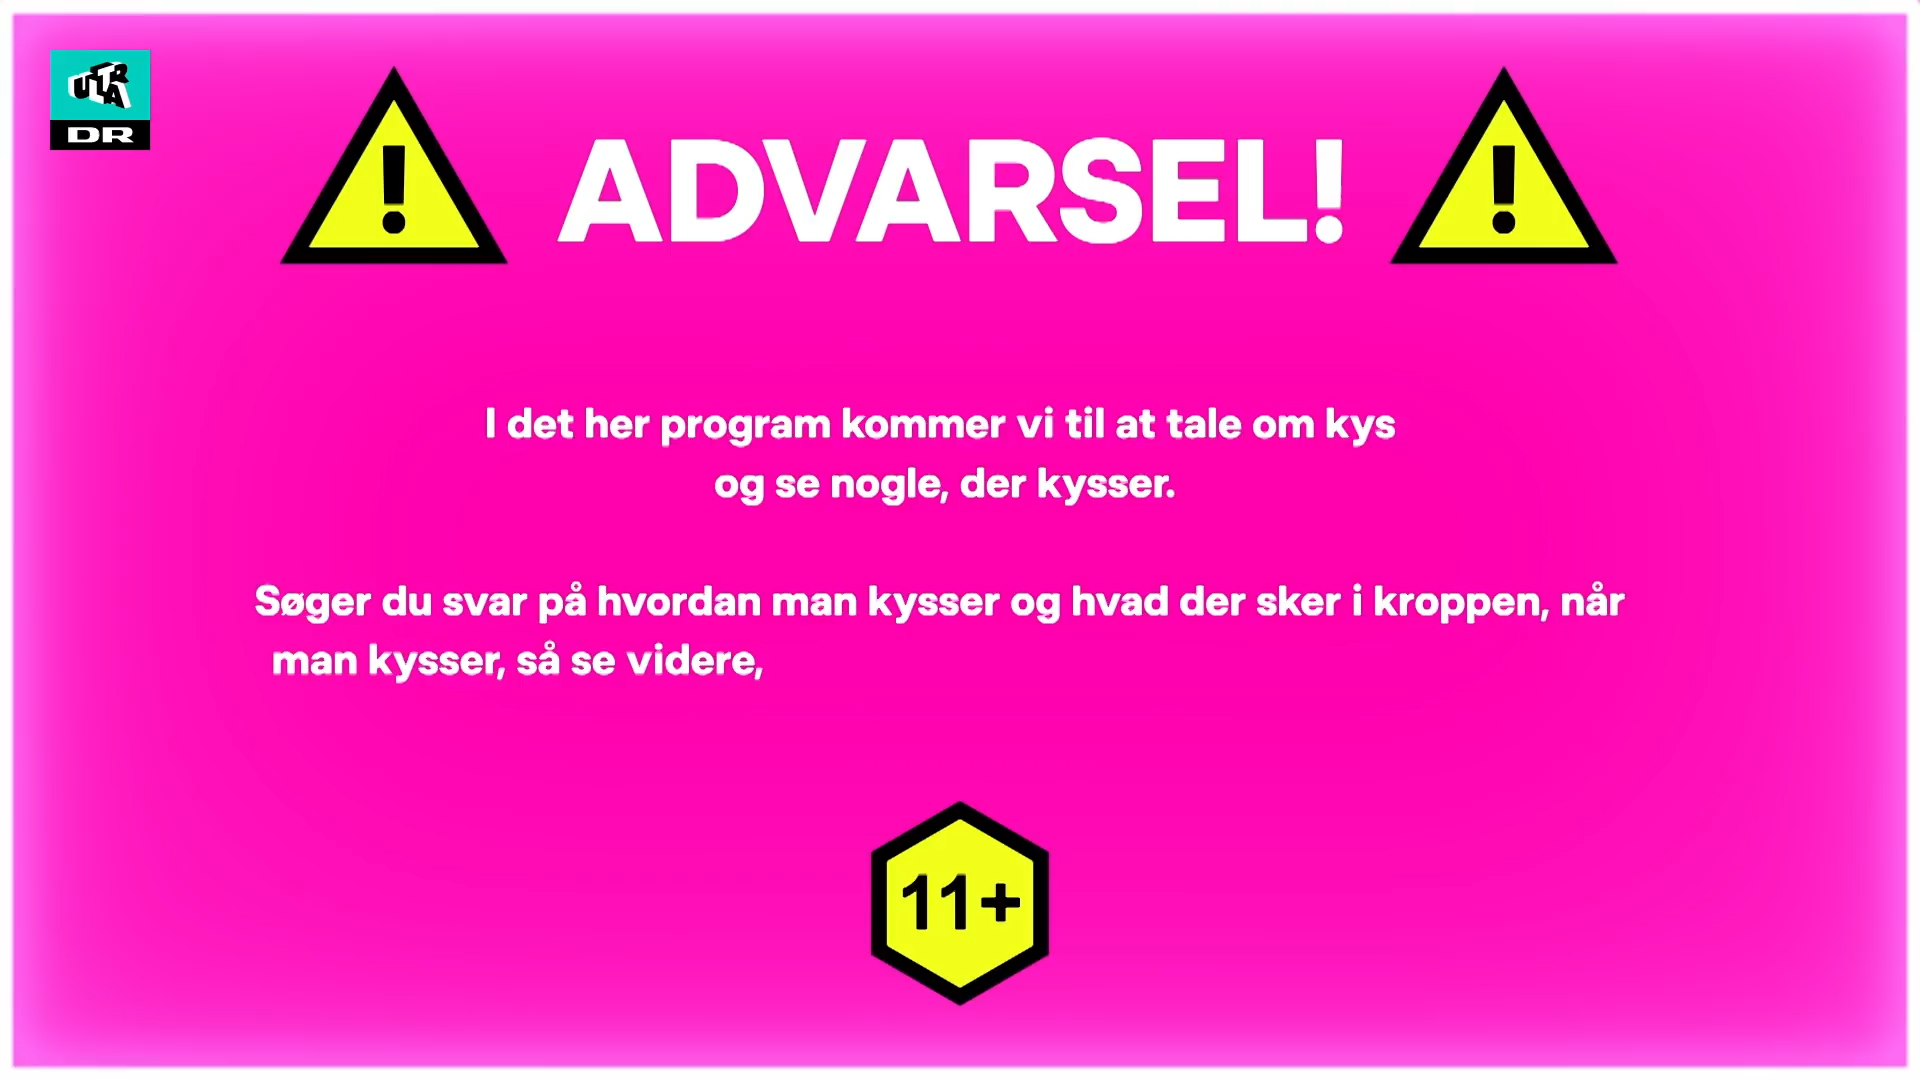 ULTRA
DR
! ADVARSEL! !
I det her program kommer vi til at tale om kys
og se nogle, der kysser.
Søger du svar på hvordan man kysser og hvad der sker i kroppen, når
man kysser, så se videre,
11+